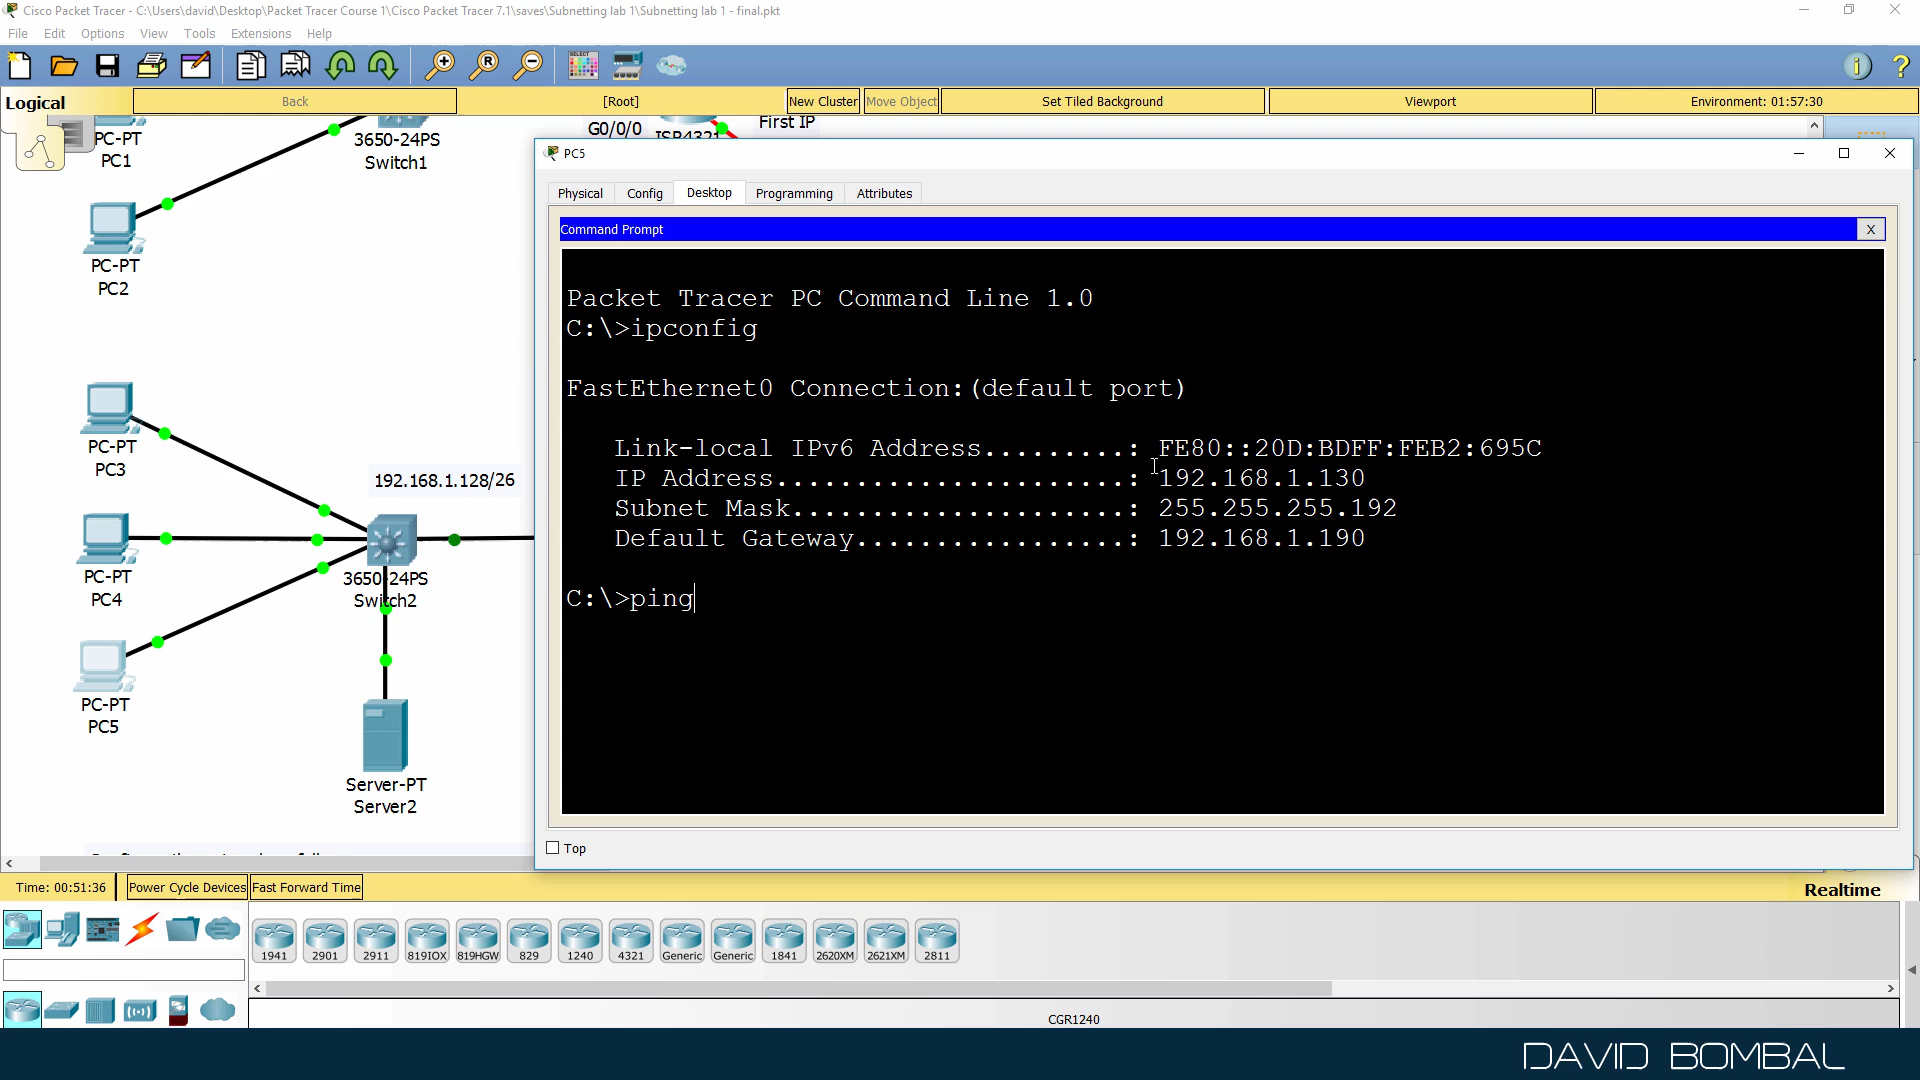 Cisco Packet Tracer - C:\Users\david\Desktop\Packet Tracer Course 1\Cisco Packet Tracer 7.1\saves\Subnetting lab 1\Subnetting lab 1 - final.pkt
File Edit Options View Tools Extensions Help
Logical Back [Root] New Cluster Move Object Set Tiled Background Viewport Environment: 01:57:30
PC-PT
PC1
3650-24PS
Switch1
G0/0/0
ISR4321
First IP
PC-PT
PC2
PC-PT
PC3
192.168.1.128/26
PC-PT
PC4
3650-24PS
Switch2
PC-PT
PC5
Server-PT
Server2
PC5
Physical Config Desktop Programming Attributes
Command Prompt X
Packet Tracer PC Command Line 1.0
C:\>ipconfig
FastEthernet0 Connection:(default port)
Link-local IPv6 Address.........: FE80::20D:BDFF:FEB2:695C
IP Address......................: 192.168.1.130
Subnet Mask.....................: 255.255.255.192
Default Gateway.................: 192.168.1.190
C:\>ping
Top
Time: 00:51:36 Power Cycle Devices Fast Forward Time Realtime
1941 2901 2911 819IOX 819HGW 829 1240 4321 Generic Generic 1841 2620XM 2621XM 2811
CGR1240
DAVID BOMBAL